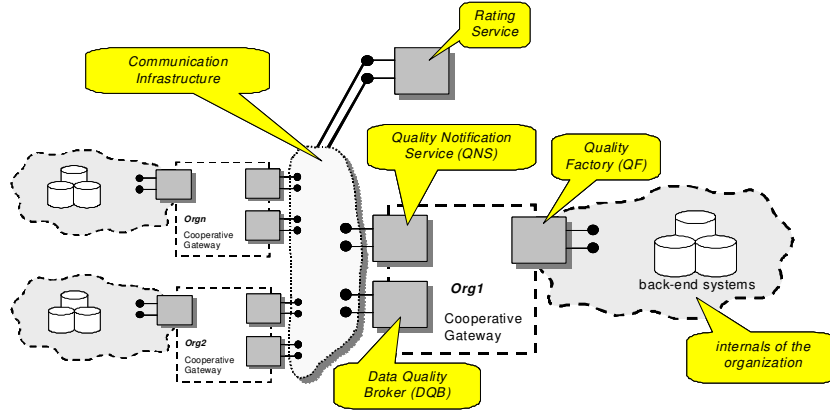 Rating
Service
Communication
Infrastructure
Quality Notification
Service (QNS)
Quality
Factory (QF)
Orgn
Cooperative
Gateway
Org1
Cooperative
Gateway
back-end systems
Org2
Cooperative
Gateway
Data Quality
Broker (DQB)
internals of the
organization